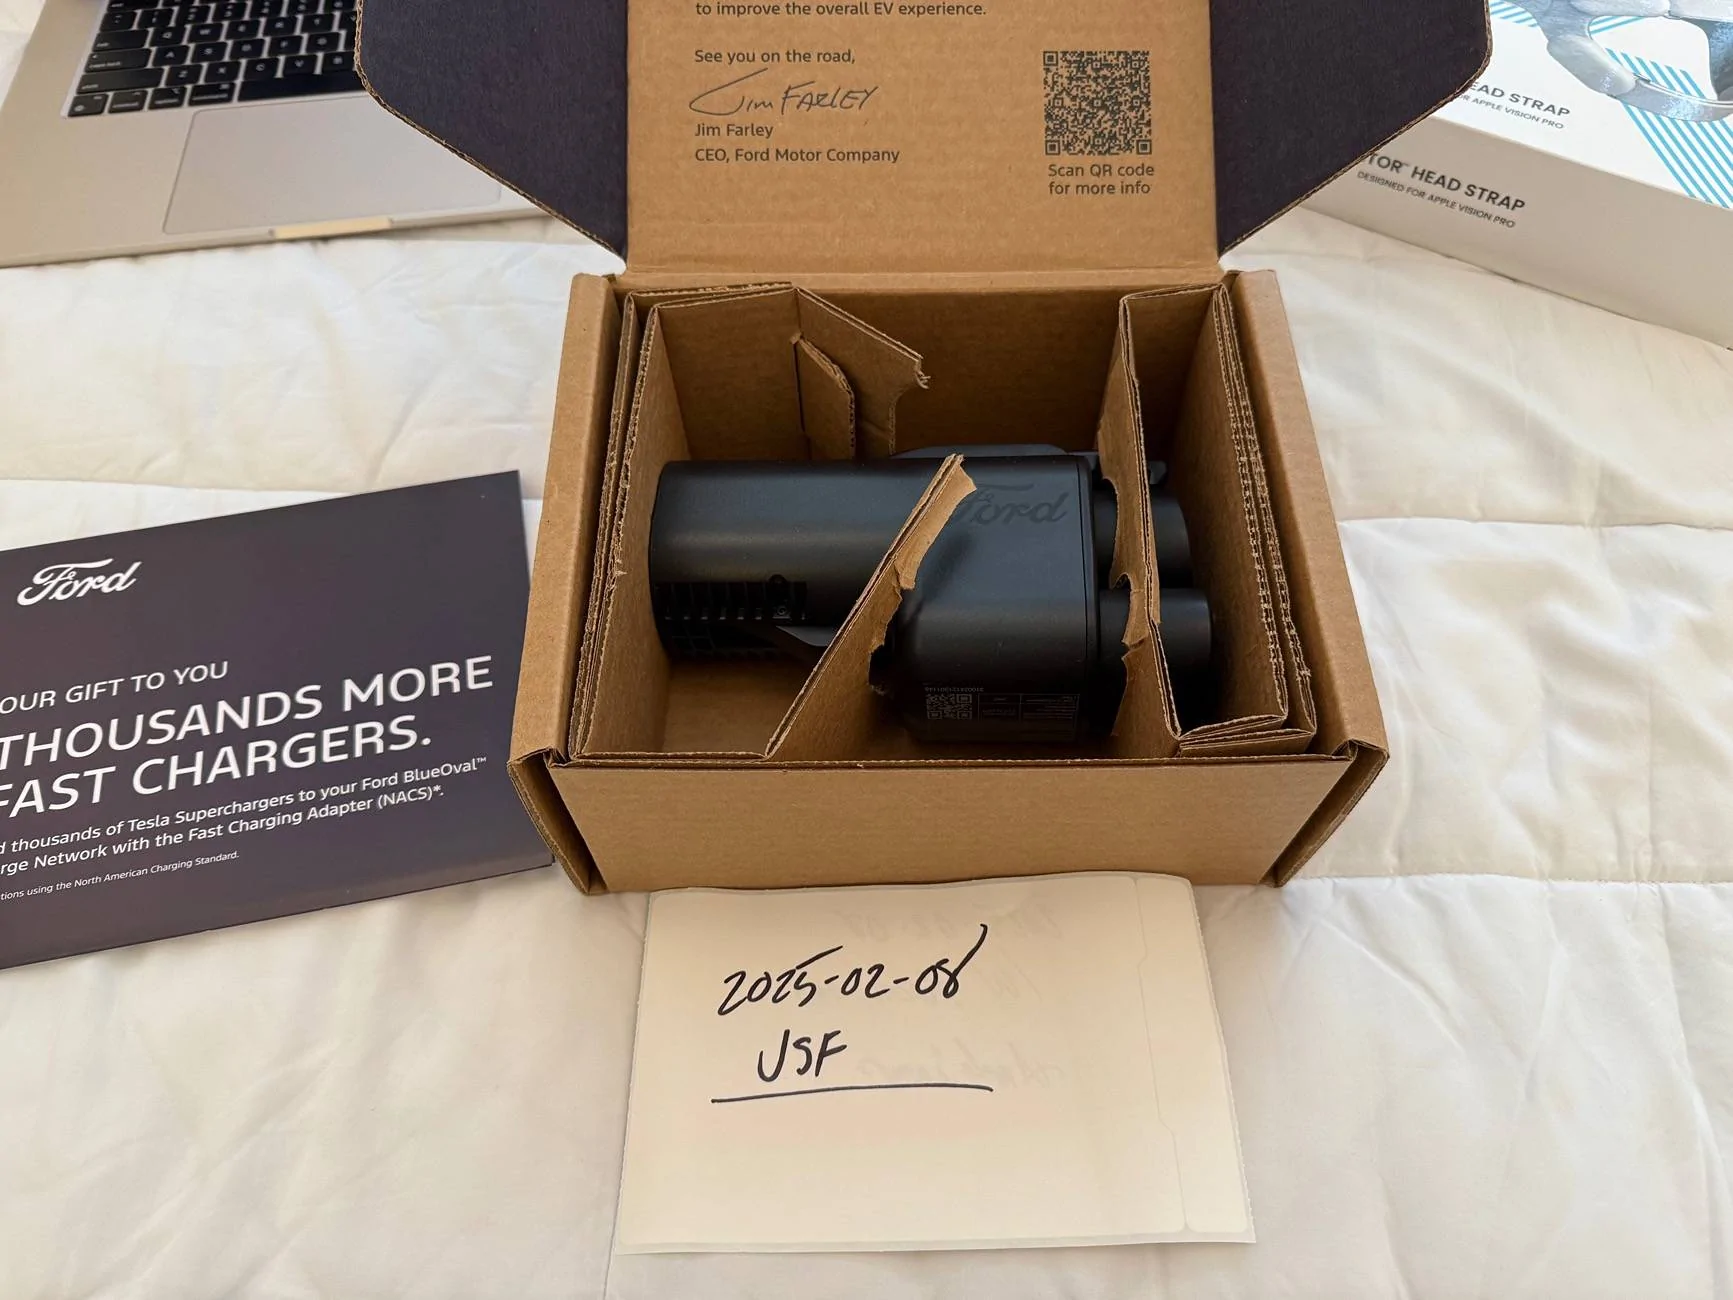 to improve the overall EV experience.
See you on the road,
Jim FARLEY
Jim Farley
CEO, Ford Motor Company
Scan QR code
for more info
EAD STRAP
APPLE VISION PRO
HEAD STRAP
DESIGNED FOR APPLE VISION PRO
Ford
Ford
OUR GIFT TO YOU
THOUSANDS MORE
FAST CHARGERS.
thousands of Tesla Superchargers to your Ford BlueOval™
rge Network with the Fast Charging Adapter (NACS)*.
tions using the North American Charging Standard.
2025-02-08
USF